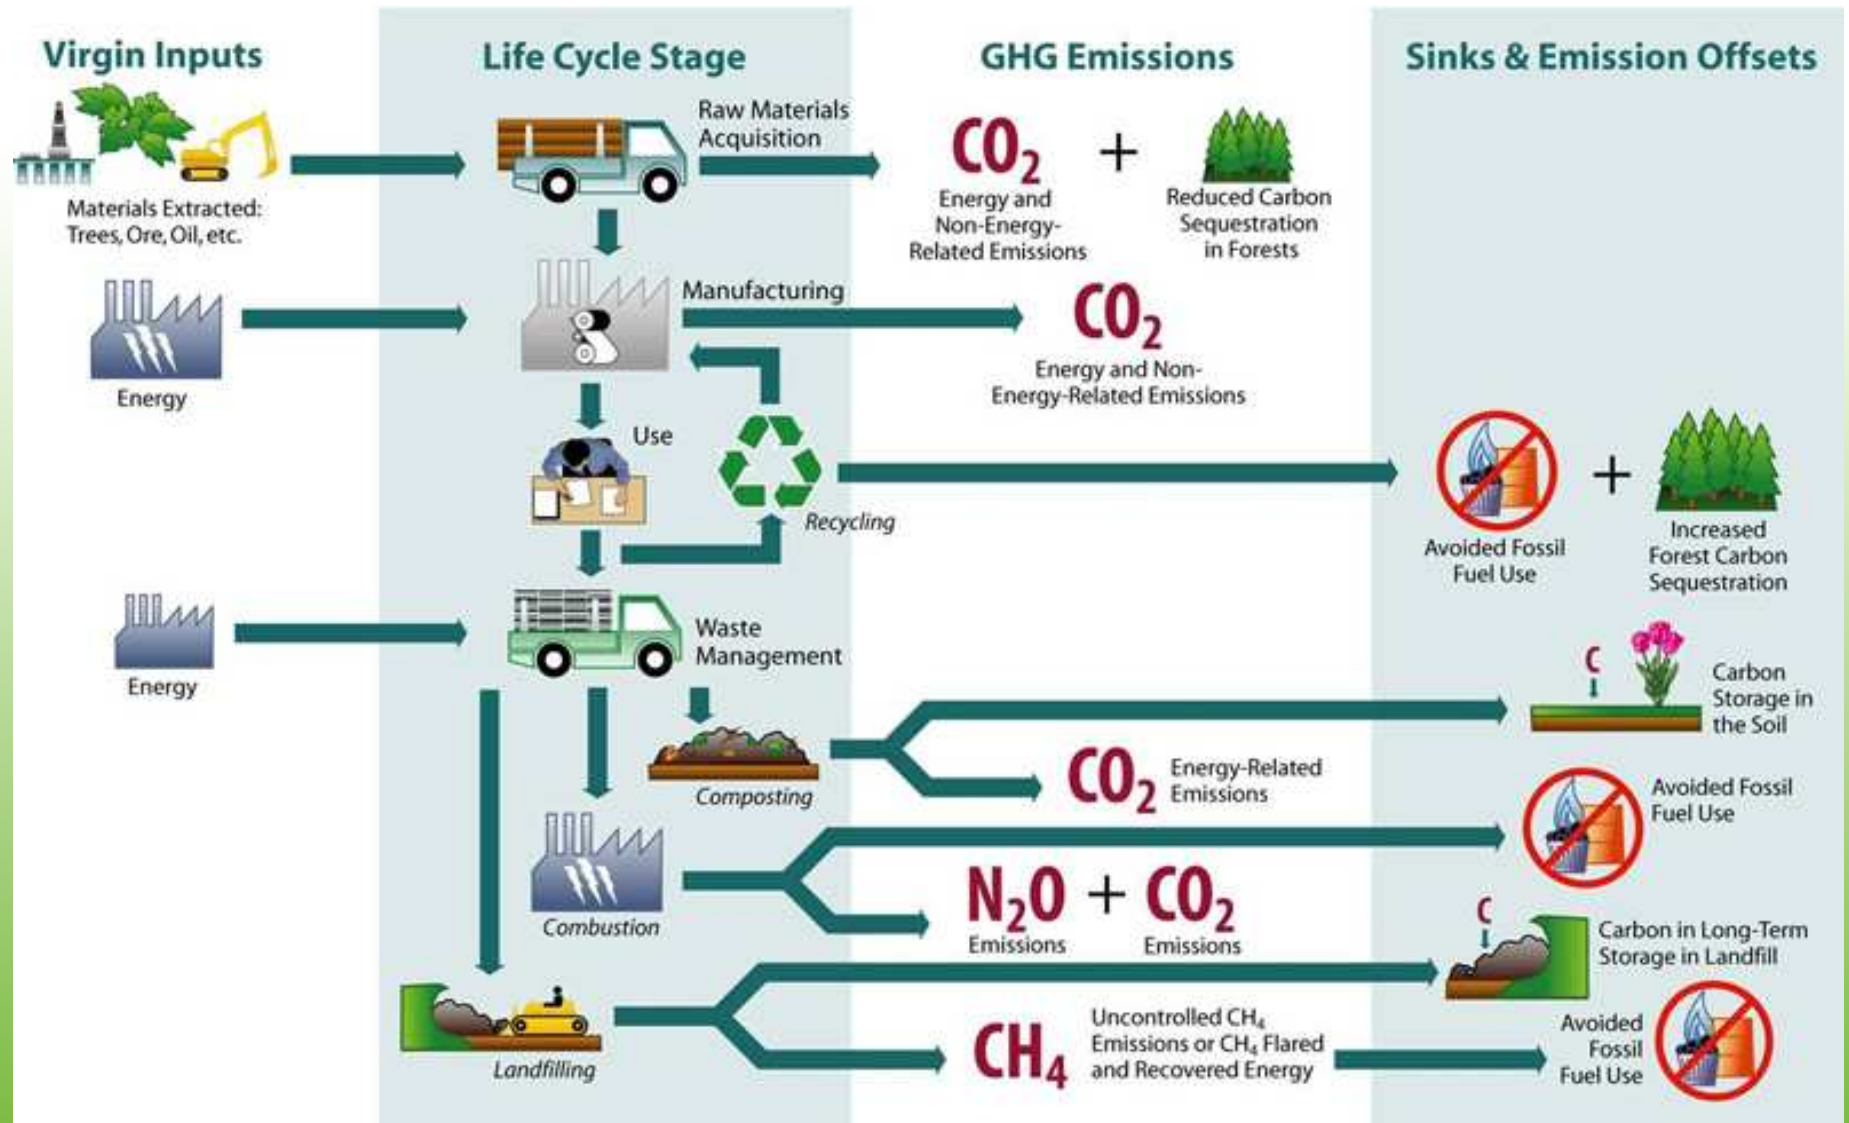 Virgin Inputs
Life Cycle Stage
GHG Emissions
Sinks & Emission Offsets
Materials Extracted:
Trees, Ore, Oil, etc.
Raw Materials
Acquisition
CO₂
Energy and
Non-Energy-
Related Emissions
+
Reduced Carbon
Sequestration
in Forests
Energy
Manufacturing
CO₂
Energy and Non-
Energy-Related Emissions
Use
Recycling
Avoided Fossil
Fuel Use
+
Increased
Forest Carbon
Sequestration
Energy
Waste
Management
Composting
C
Carbon
Storage in
the Soil
CO₂
Energy-Related
Emissions
Combustion
Avoided Fossil
Fuel Use
N₂O + CO₂
Emissions
Emissions
Landfilling
C
Carbon in Long-Term
Storage in Landfill
CH₄
Uncontrolled CH₄
Emissions or CH₄ Flared
and Recovered Energy
Avoided
Fossil
Fuel Use